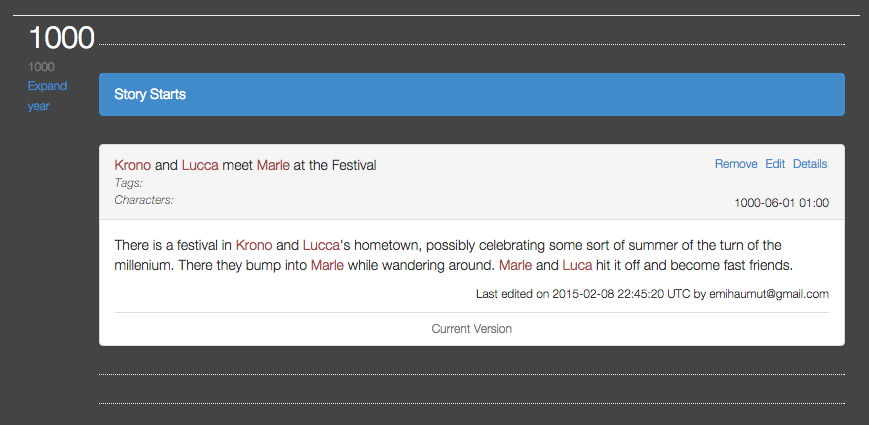 1000
1000
Expand
year
Story Starts
Krono and Lucca meet Marle at the Festival
Remove Edit Details
Tags:
Characters:
1000-06-01 01:00
There is a festival in Krono and Lucca's hometown, possibly celebrating some sort of summer of the turn of the
millenium. There they bump into Marle while wandering around. Marle and Luca hit it off and become fast friends.
Last edited on 2015-02-08 22:45:20 UTC by emihaumut@gmail.com
Current Version